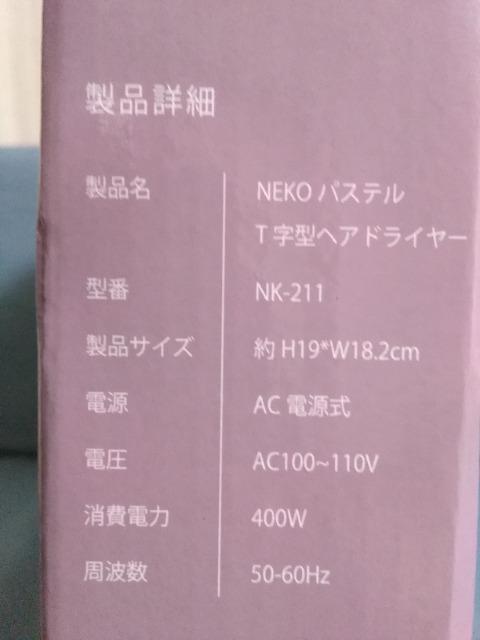 製品詳細
製品名 NEKO パステル
T 字型ヘアドライヤー
型番 NK-211
製品サイズ 約 H19*W18.2cm
電源 AC 電源式
電圧 AC100~110V
消費電力 400W
周波数 50-60Hz